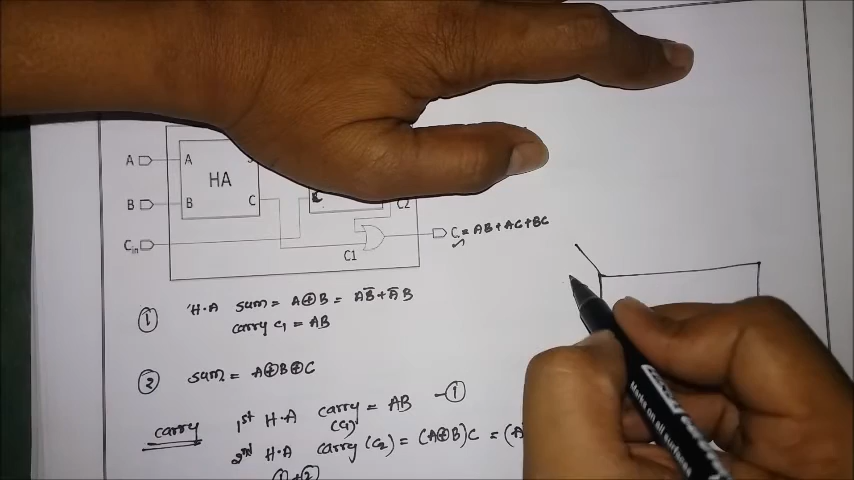 A A
HA
B B C C2
C = AB + AC + BC
Cin
C1
① H.A sum = A⊕B = AB̅ + A̅B
carry C1 = AB
② sum = A⊕B⊕C
carry 1st H.A carry = AB —①
(C1)
2nd H.A carry (C2) = (A⊕B)C = (A
① + ②